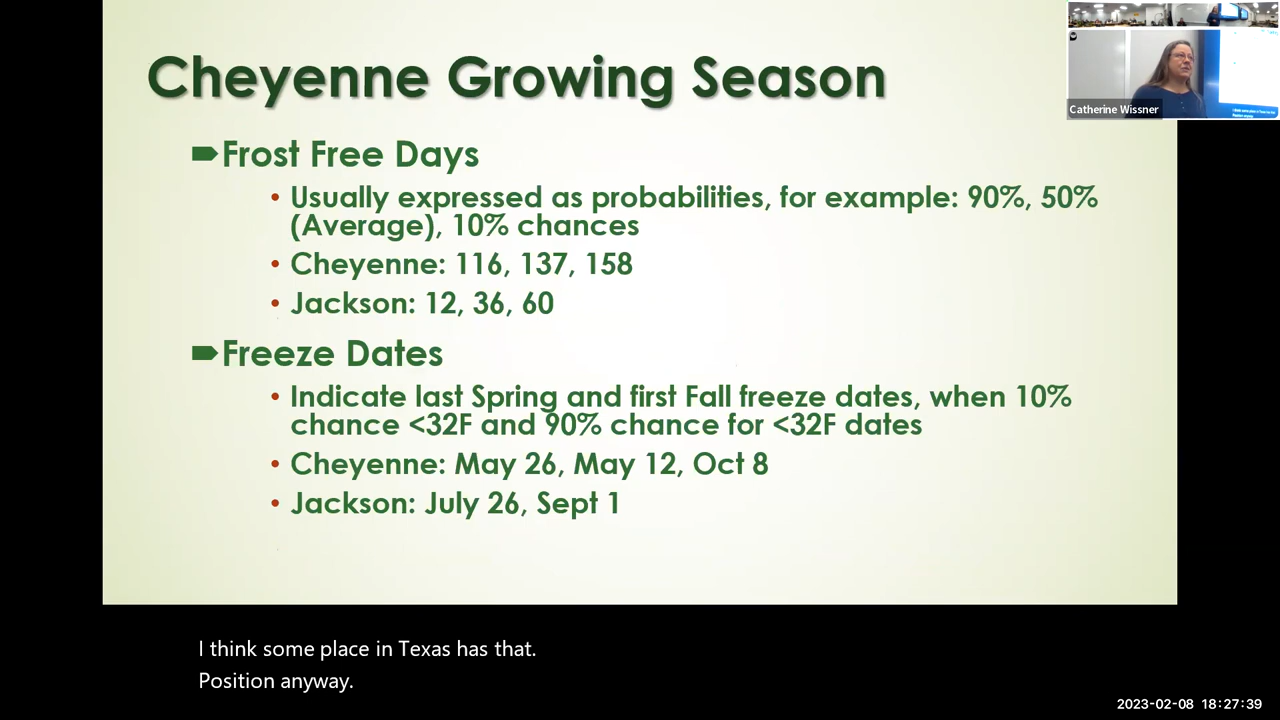 Cheyenne Growing Season
Frost Free Days
• Usually expressed as probabilities, for example: 90%, 50%
(Average), 10% chances
• Cheyenne: 116, 137, 158
• Jackson: 12, 36, 60
Freeze Dates
• Indicate last Spring and first Fall freeze dates, when 10%
chance <32F and 90% chance for <32F dates
• Cheyenne: May 26, May 12, Oct 8
• Jackson: July 26, Sept 1
Catherine Wissner
I think some place in Texas has that.
Position anyway.
2023-02-08 18:27:39